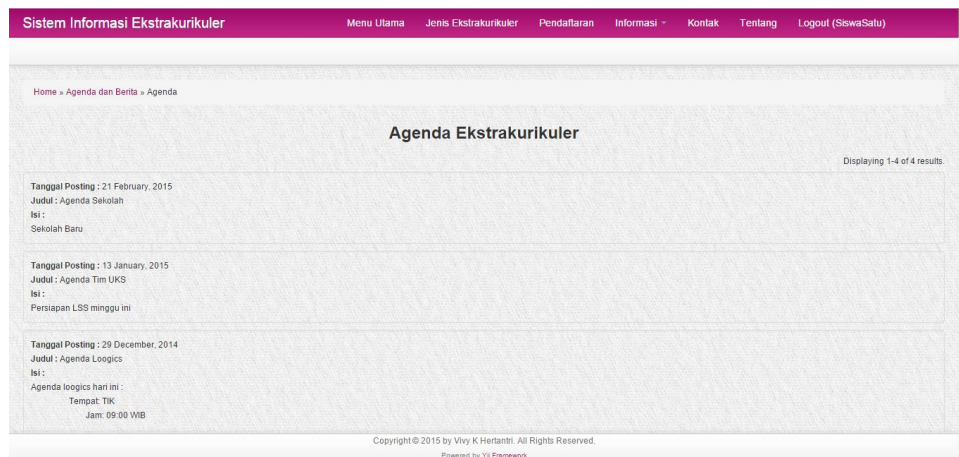 Sistem Informasi Ekstrakurikuler
Menu Utama Jenis Ekstrakurikuler Pendaftaran Informasi Kontak Tentang Logout (SiswaSatu)
Home » Agenda dan Berita » Agenda
Agenda Ekstrakurikuler
Displaying 1-4 of 4 results.
Tanggal Posting : 21 February, 2015
Judul : Agenda Sekolah
Isi :
Sekolah Baru
Tanggal Posting : 13 January, 2015
Judul : Agenda Tim UKS
Isi :
Persiapan LSS minggu ini
Tanggal Posting : 29 December, 2014
Judul : Agenda Loogics
Isi :
Agenda loogics hari ini :
Tempat: TIK
Jam: 09:00 WIB
Copyright © 2015 by Vivy K Hertantri. All Rights Reserved.
Powered by Yii Framework.